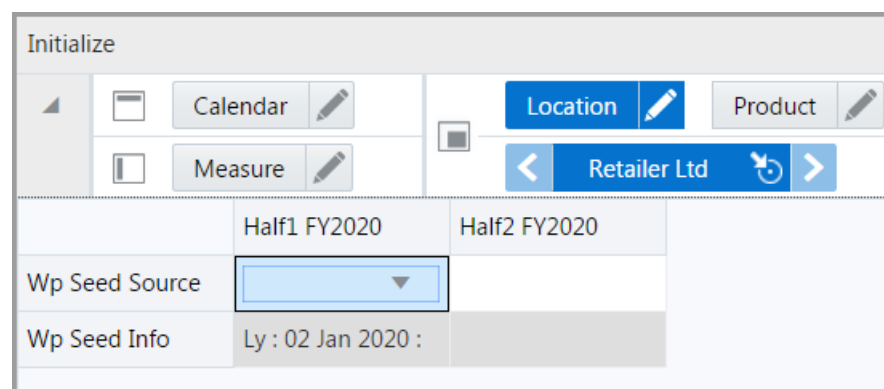 Initialize
Calendar
Location
Product
Measure
Retailer Ltd
Half1 FY2020 Half2 FY2020
Wp Seed Source
Wp Seed Info Ly : 02 Jan 2020 :